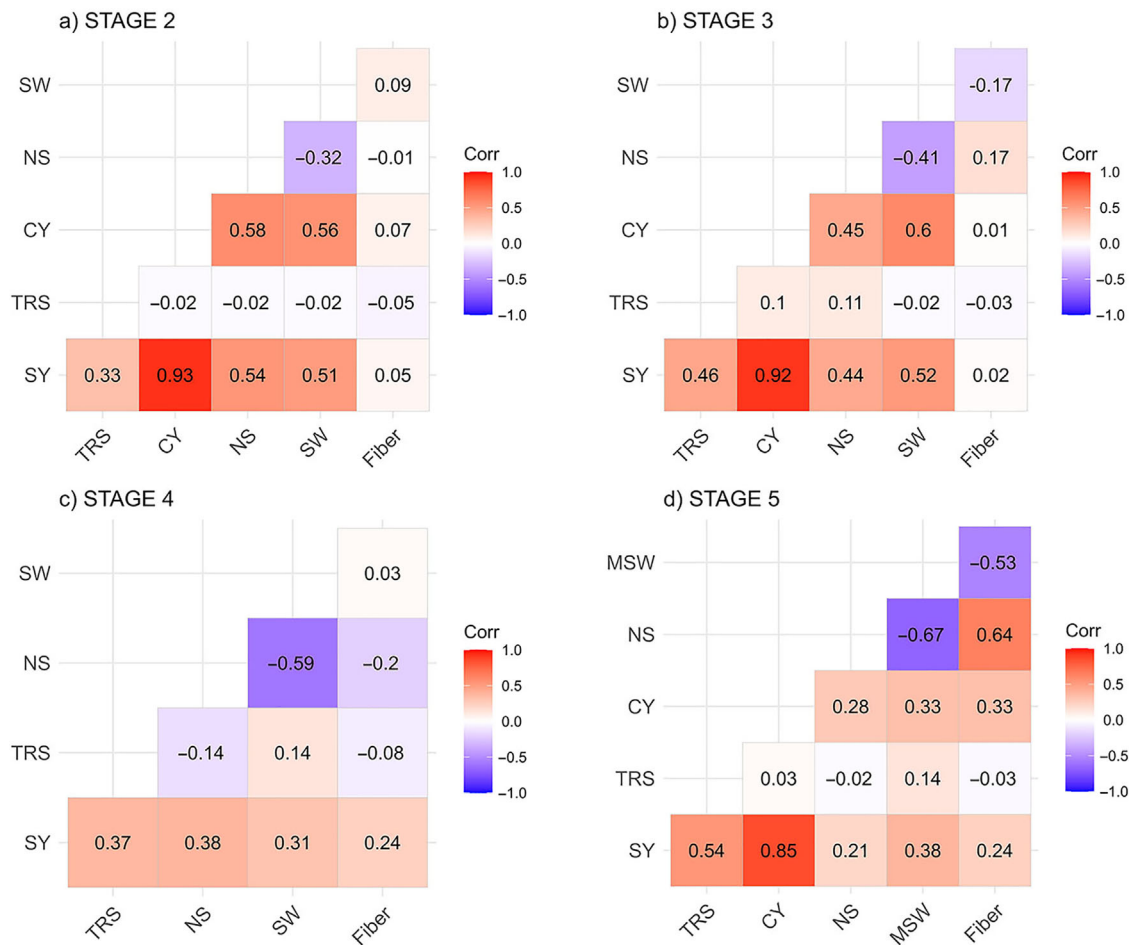 a) STAGE 2
SW
0.09
NS
−0.32 −0.01
CY
0.58 0.56 0.07
TRS
−0.02 −0.02 −0.02 −0.05
SY
0.33 0.93 0.54 0.51 0.05
TRS CY NS SW Fiber
Corr
1.0
0.5
0.0
−0.5
−1.0
b) STAGE 3
SW
-0.17
NS
−0.41 0.17
CY
0.45 0.6 0.01
TRS
0.1 0.11 −0.02 −0.03
SY
0.46 0.92 0.44 0.52 0.02
TRS CY NS SW Fiber
Corr
1.0
0.5
0.0
−0.5
−1.0
c) STAGE 4
SW
0.03
NS
−0.59 −0.2
TRS
−0.14 0.14 −0.08
SY
0.37 0.38 0.31 0.24
TRS NS SW Fiber
Corr
1.0
0.5
0.0
−0.5
−1.0
d) STAGE 5
MSW
−0.53
NS
−0.67 0.64
CY
0.28 0.33 0.33
TRS
0.03 −0.02 0.14 −0.03
SY
0.54 0.85 0.21 0.38 0.24
TRS CY NS MSW Fiber
Corr
1.0
0.5
0.0
−0.5
−1.0